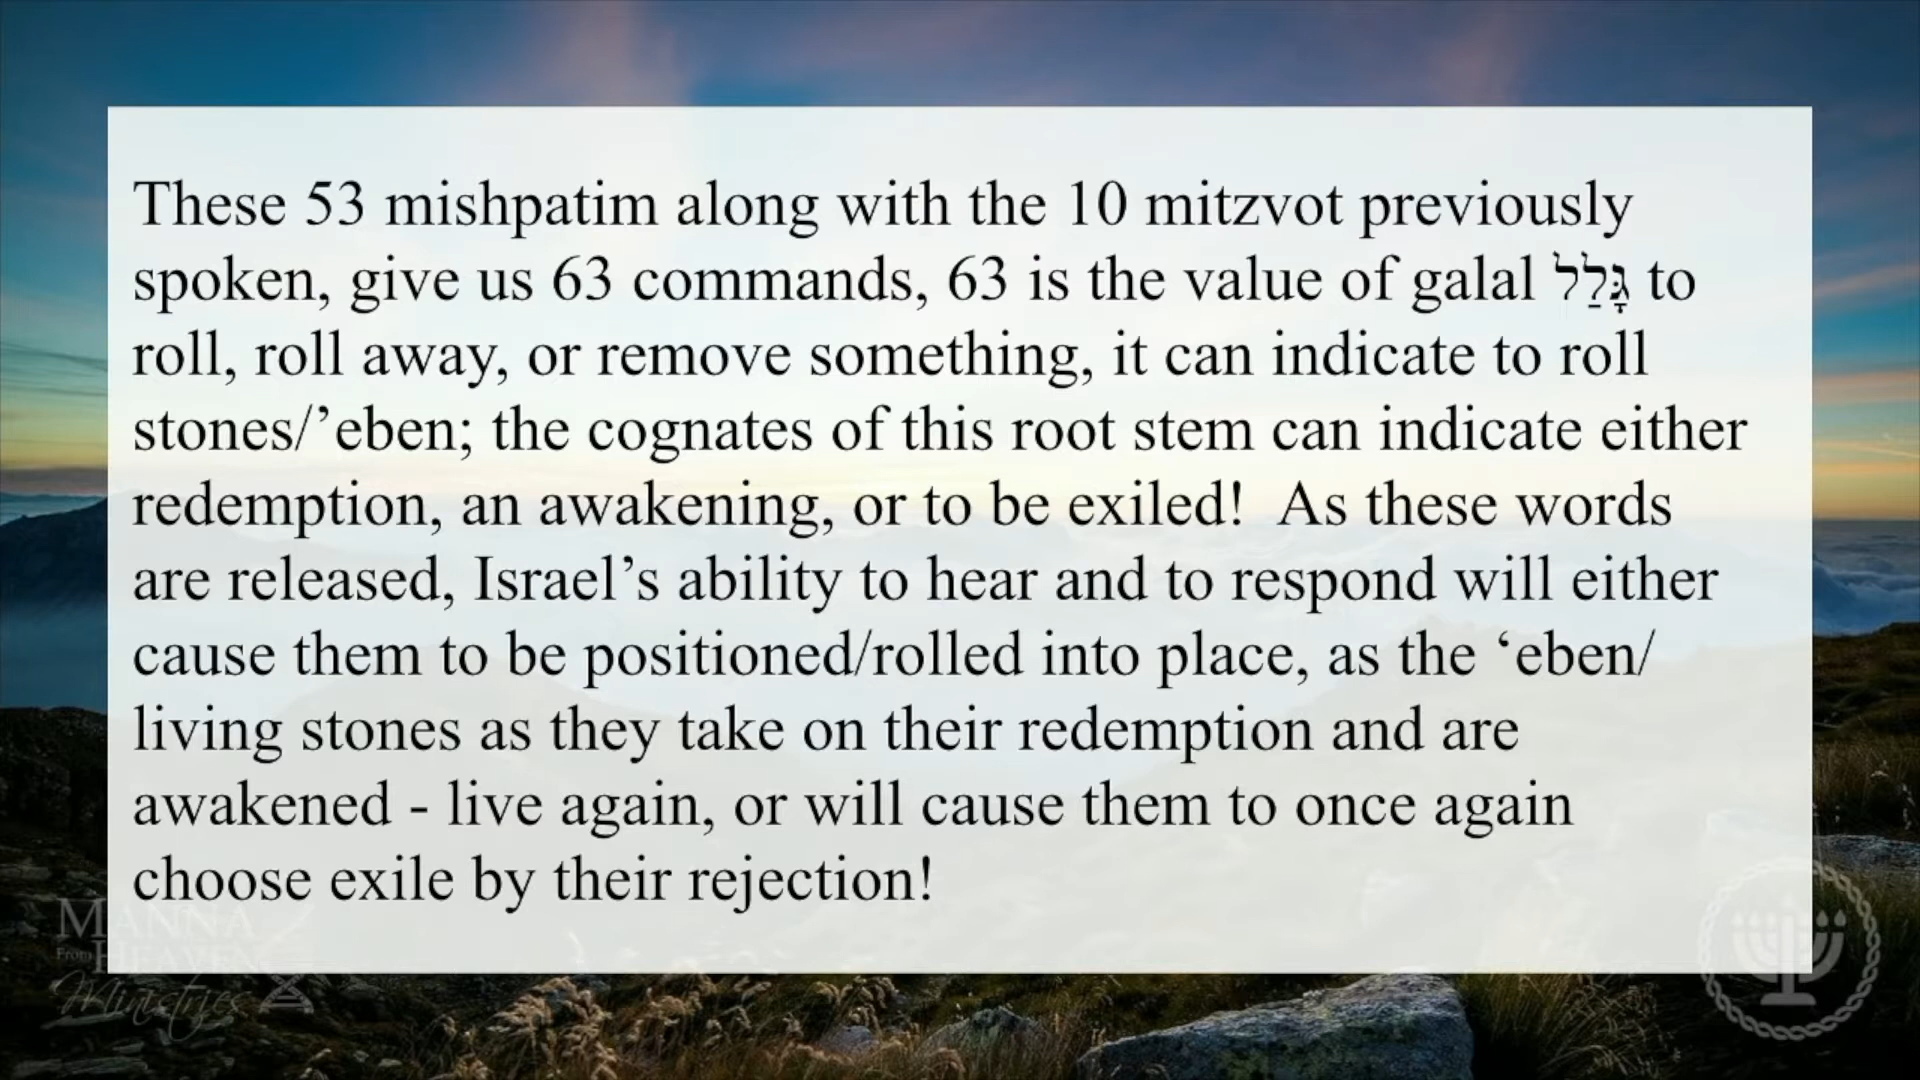 These 53 mishpatim along with the 10 mitzvot previously
spoken, give us 63 commands, 63 is the value of galal גָּלַל to
roll, roll away, or remove something, it can indicate to roll
stones/’eben; the cognates of this root stem can indicate either
redemption, an awakening, or to be exiled!  As these words
are released, Israel’s ability to hear and to respond will either
cause them to be positioned/rolled into place, as the ‘eben/
living stones as they take on their redemption and are
awakened - live again, or will cause them to once again
choose exile by their rejection!
MANNA
From HEAVEN
Ministries